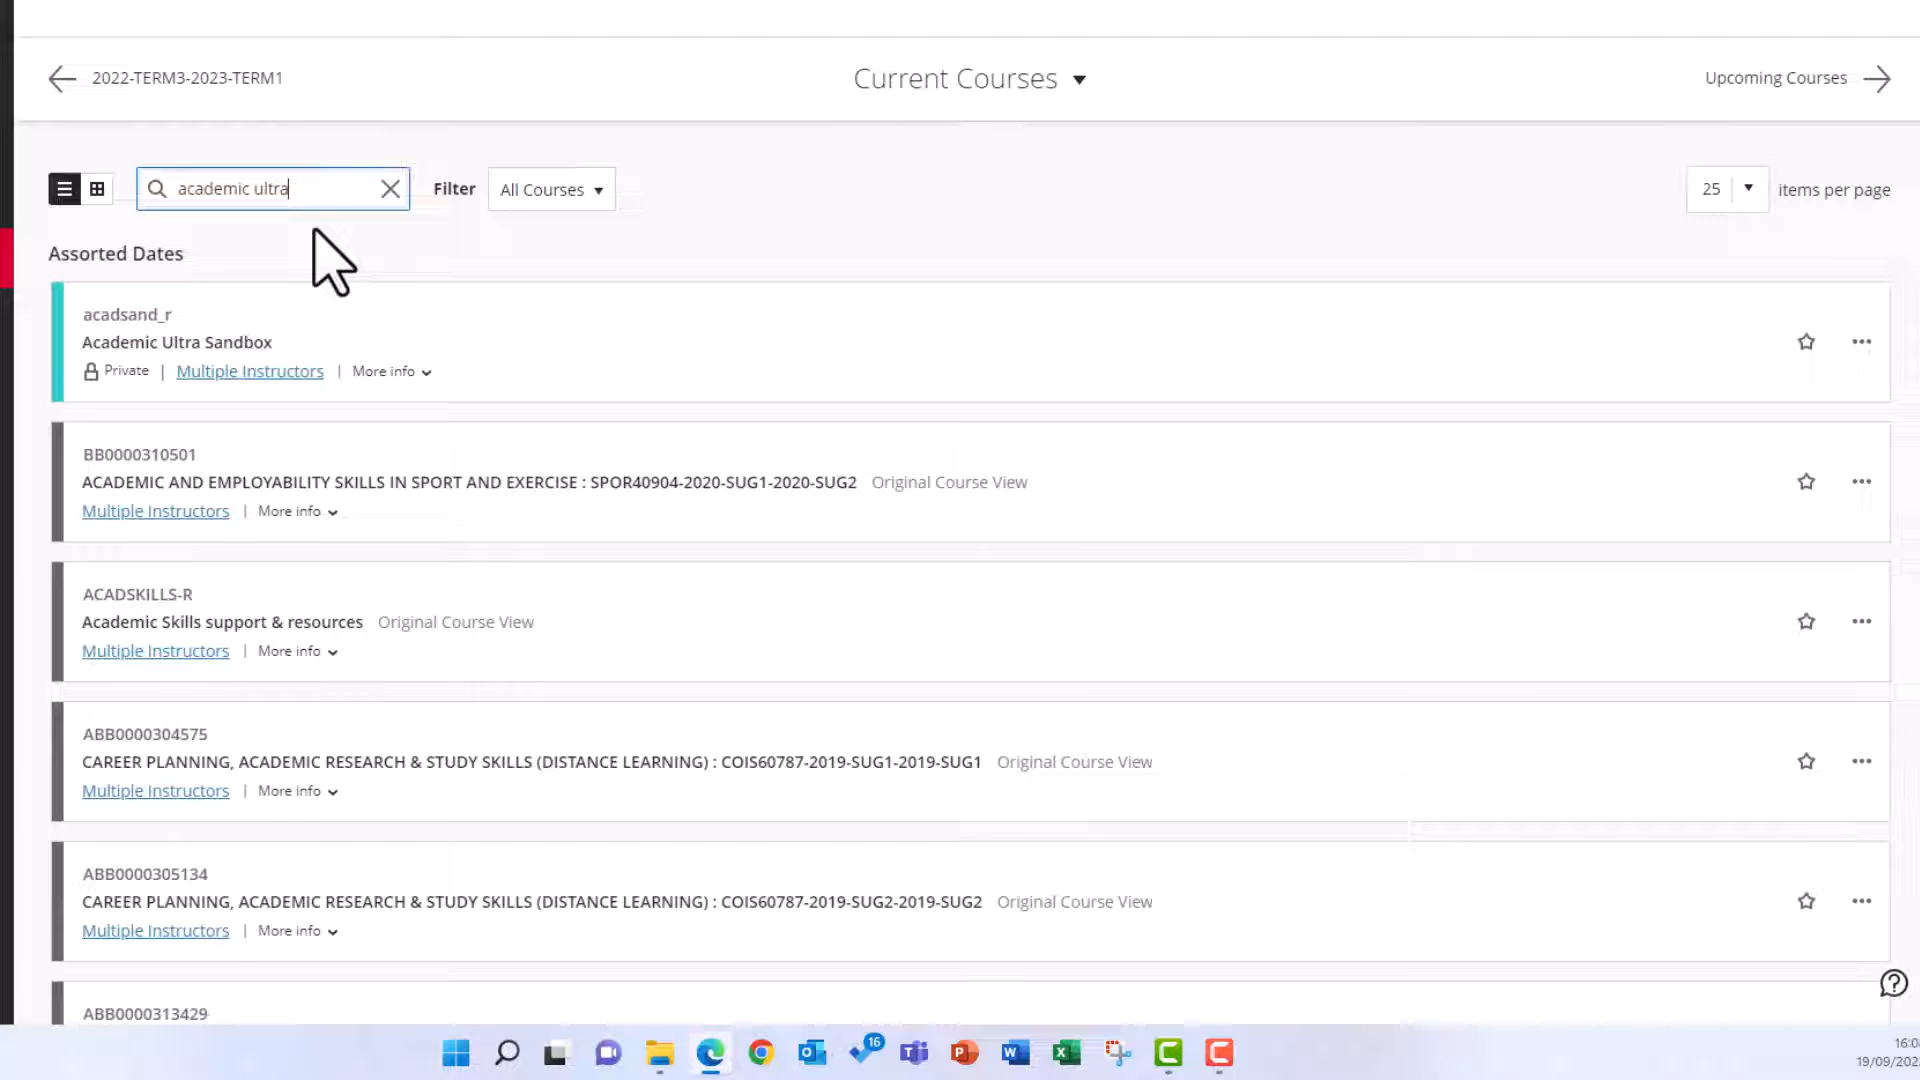 2022-TERM3-2023-TERM1
Current Courses
Upcoming Courses
academic ultra
Filter
All Courses
25
items per page
Assorted Dates
acadsand_r
Academic Ultra Sandbox
Private | Multiple Instructors | More info
BB0000310501
ACADEMIC AND EMPLOYABILITY SKILLS IN SPORT AND EXERCISE : SPOR40904-2020-SUG1-2020-SUG2 Original Course View
Multiple Instructors | More info
ACADSKILLS-R
Academic Skills support & resources Original Course View
Multiple Instructors | More info
ABB0000304575
CAREER PLANNING, ACADEMIC RESEARCH & STUDY SKILLS (DISTANCE LEARNING) : COIS60787-2019-SUG1-2019-SUG1 Original Course View
Multiple Instructors | More info
ABB0000305134
CAREER PLANNING, ACADEMIC RESEARCH & STUDY SKILLS (DISTANCE LEARNING) : COIS60787-2019-SUG2-2019-SUG2 Original Course View
Multiple Instructors | More info
ABB0000313429
16